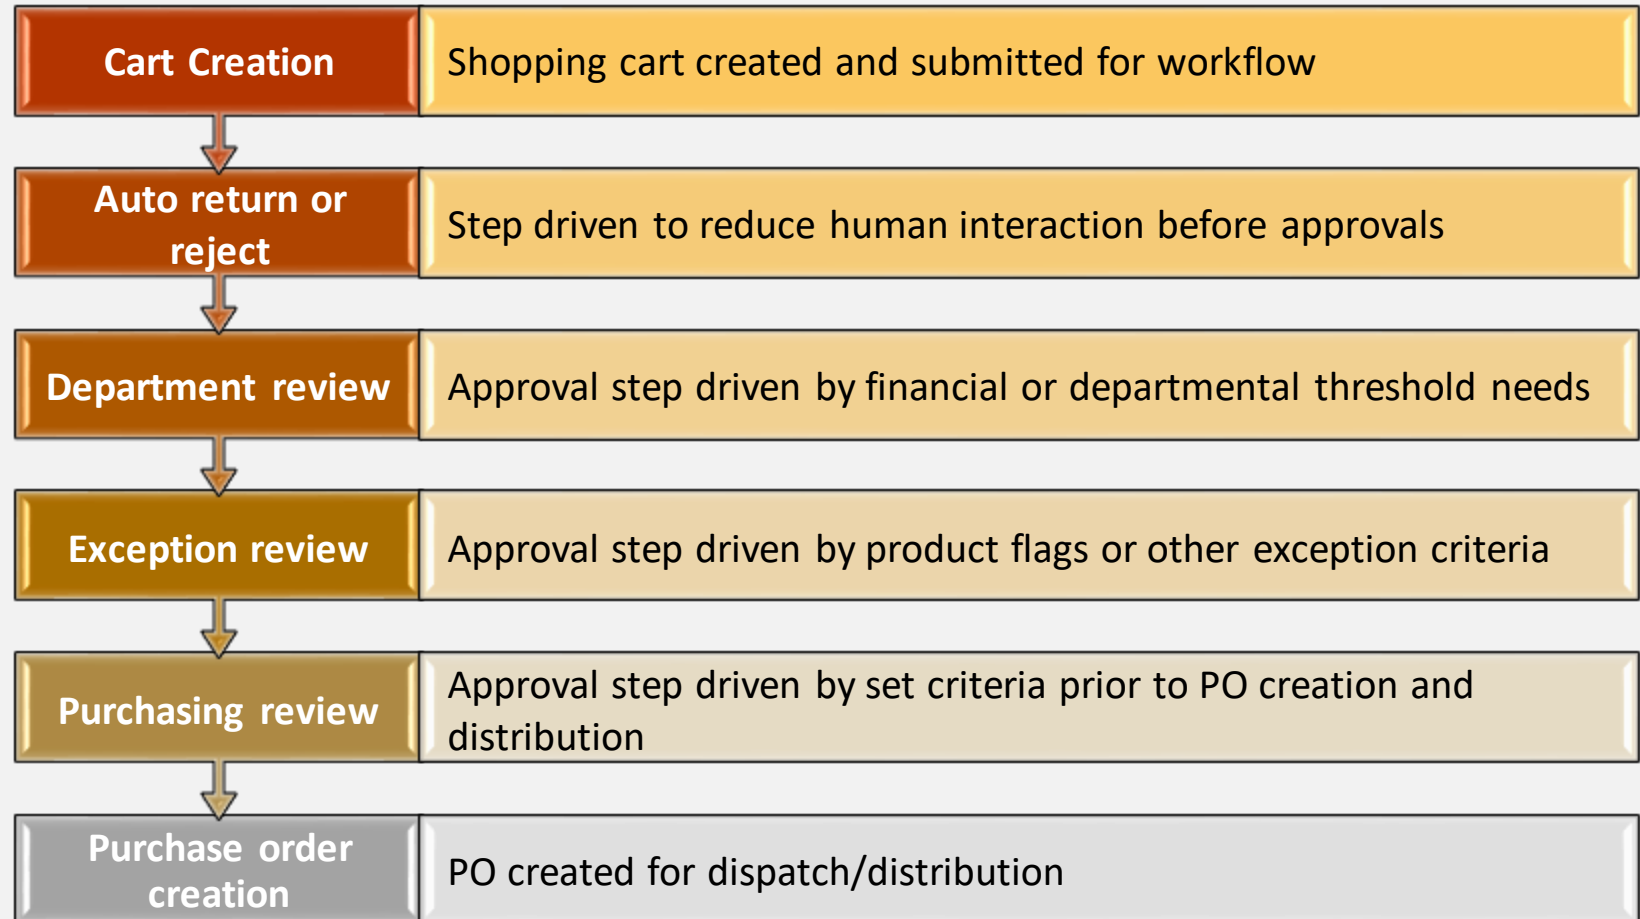 Cart Creation
Shopping cart created and submitted for workflow
Auto return or
reject
Step driven to reduce human interaction before approvals
Department review
Approval step driven by financial or departmental threshold needs
Exception review
Approval step driven by product flags or other exception criteria
Purchasing review
Approval step driven by set criteria prior to PO creation and
distribution
Purchase order
creation
PO created for dispatch/distribution